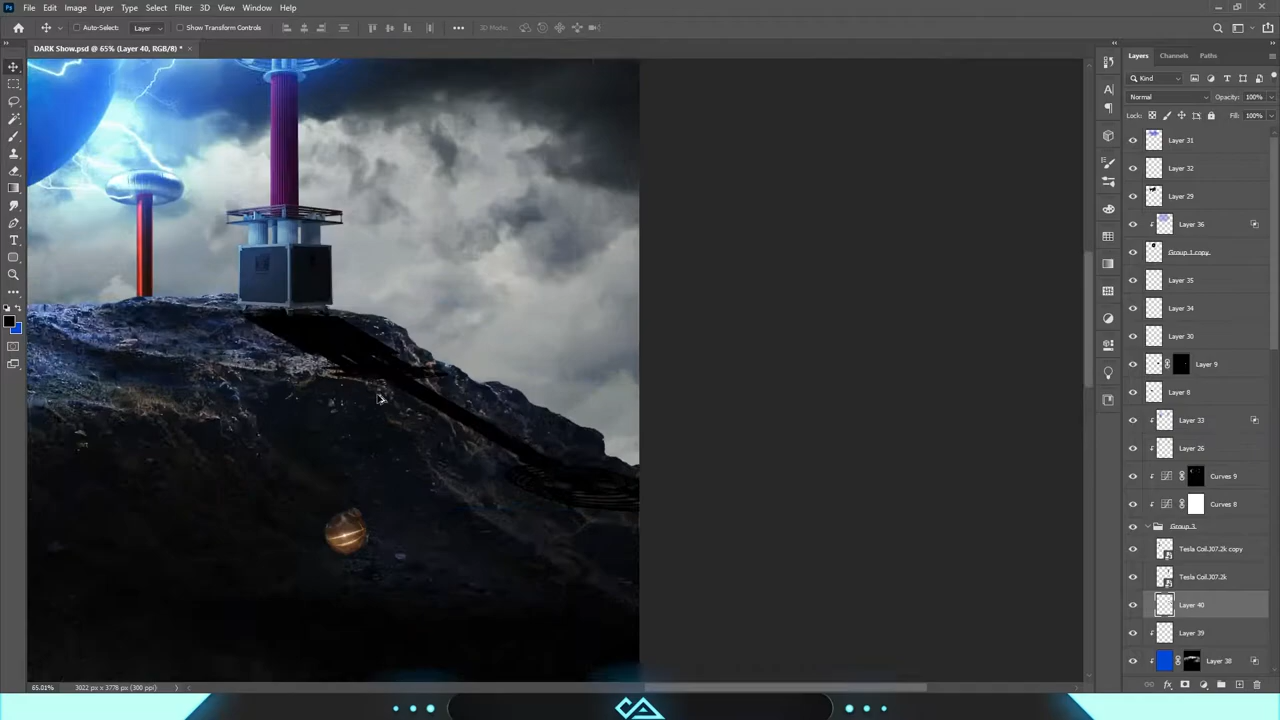 File Edit Image Layer Type Select Filter 3D View Window Help
Auto-Select: Layer Show Transform Controls 3D Mode:
DARK Show.psd @ 65% (Layer 40, RGB/8) *
Layers Channels Paths
Kind
Normal Opacity: 100%
Lock: Fill: 100%
Layer 31
Layer 32
Layer 29
Layer 36
Group 1 copy
Layer 35
Layer 34
Layer 30
Layer 9
Layer 8
Layer 33
Layer 26
Curves 9
Curves 8
Group 3
Tesla Coil.J07.2k copy
Tesla Coil.J07.2k
Layer 40
Layer 39
Layer 38
65.01% 3022 px x 3778 px (300 ppi)